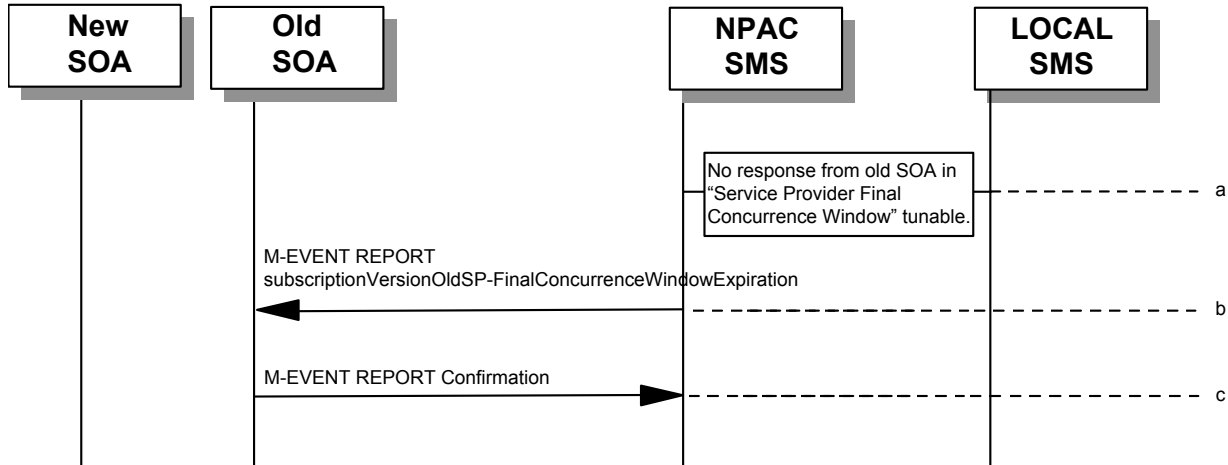 New
SOA
Old
SOA
NPAC
SMS
LOCAL
SMS
No response from old SOA in
“Service Provider Final
Concurrence Window” tunable.
a
M-EVENT REPORT
subscriptionVersionOldSP-FinalConcurrenceWindowExpiration
b
M-EVENT REPORT Confirmation
c